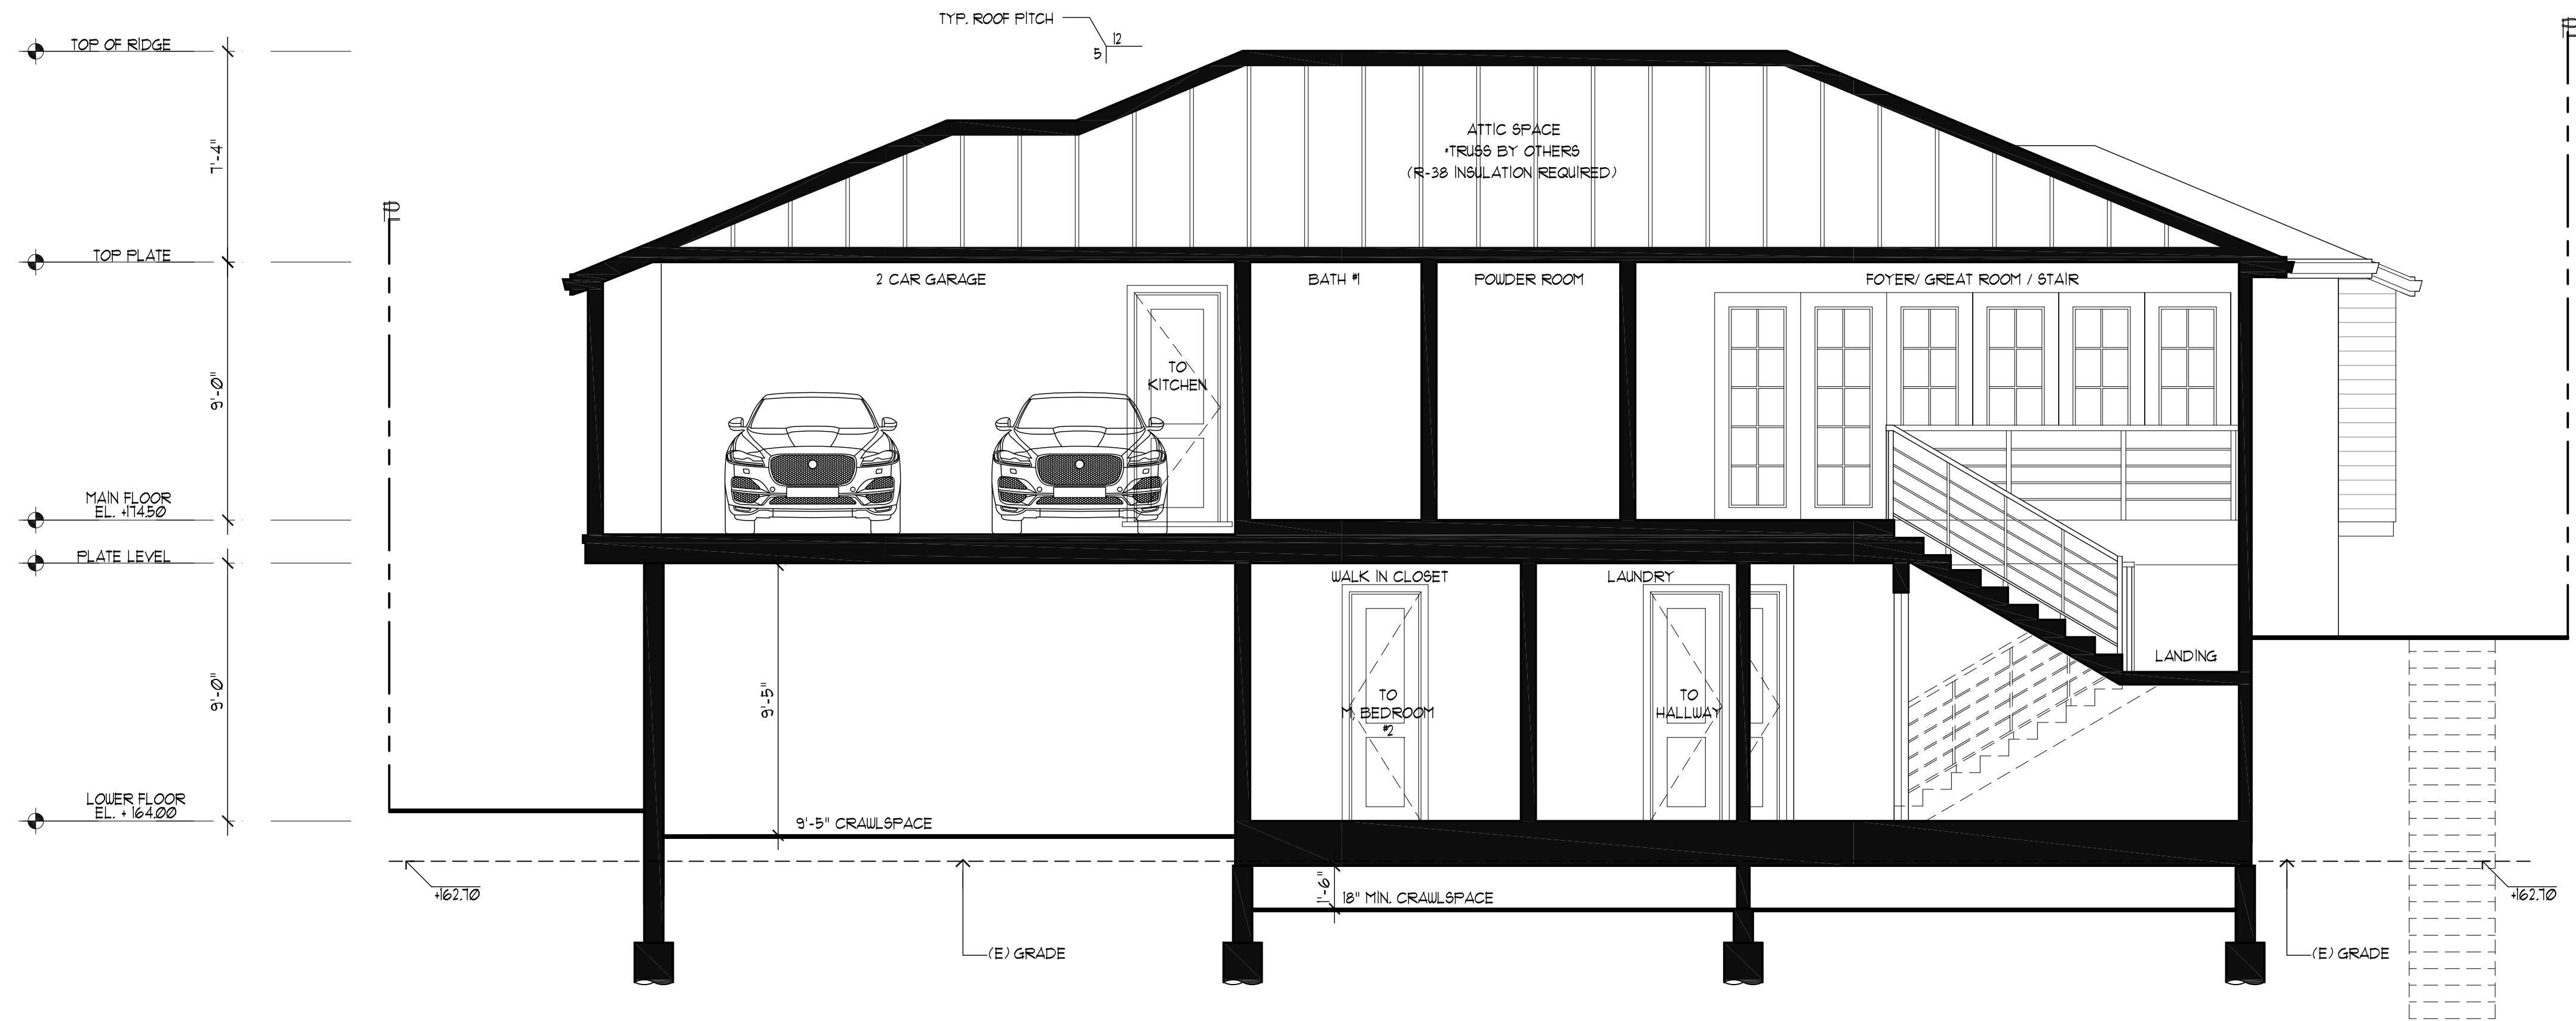 TYP. ROOF PITCH
12
5
TOP OF RIDGE
7'-4"
ATTIC SPACE
*TRUSS BY OTHERS
(R-38 INSULATION REQUIRED)
TOP PLATE
2 CAR GARAGE
BATH #1
POWDER ROOM
FOYER/ GREAT ROOM / STAIR
9'-0"
TO
KITCHEN
MAIN FLOOR
EL. +174.50
PLATE LEVEL
WALK IN CLOSET
LAUNDRY
LANDING
9'-0"
9'-5"
TO
M. BEDROOM
#2
TO
HALLWAY
LOWER FLOOR
EL. + 164.00
9'-5" CRAWLSPACE
+162.70
1'-6"
18" MIN. CRAWLSPACE
+162.70
(E) GRADE
(E) GRADE